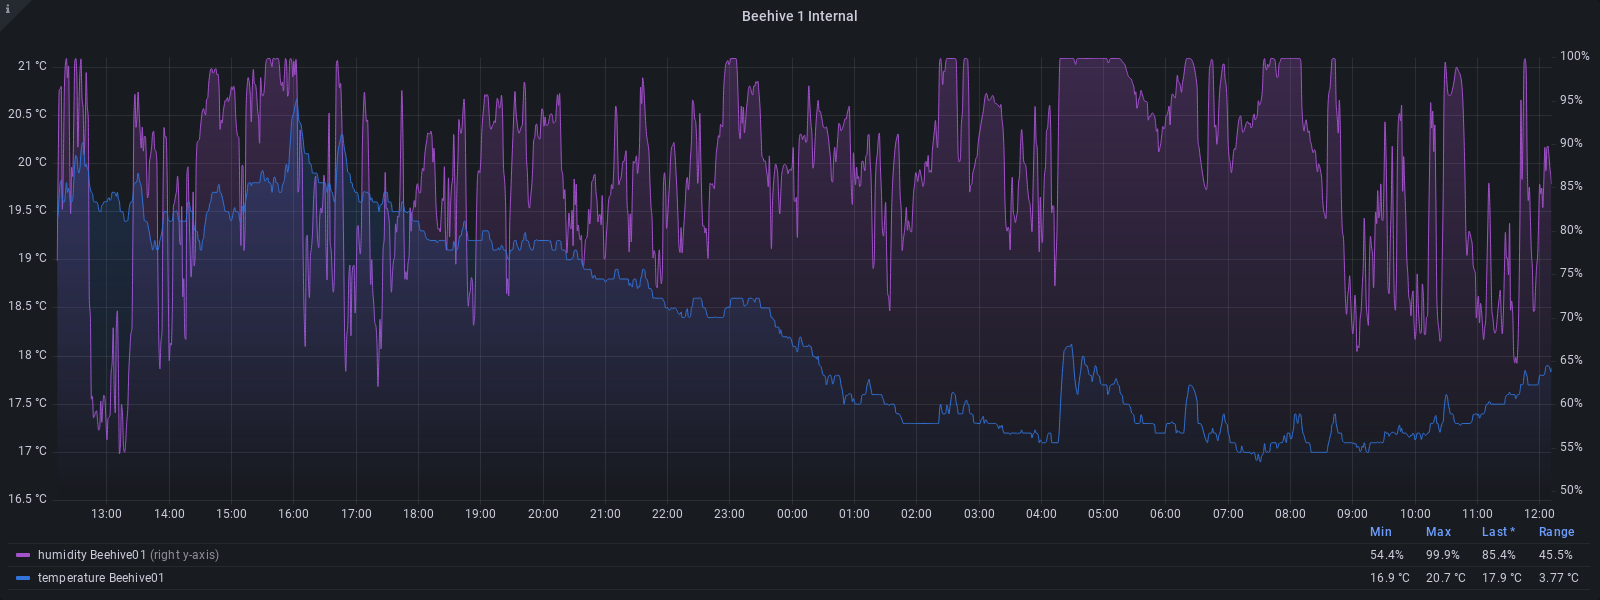 i
Beehive 1 Internal
21 °C
20.5 °C
20 °C
19.5 °C
19 °C
18.5 °C
18 °C
17.5 °C
17 °C
16.5 °C
100%
95%
90%
85%
80%
75%
70%
65%
60%
55%
50%
13:00 14:00 15:00 16:00 17:00 18:00 19:00 20:00 21:00 22:00 23:00 00:00 01:00 02:00 03:00 04:00 05:00 06:00 07:00 08:00 09:00 10:00 11:00 12:00
Min Max Last * Range
humidity Beehive01 (right y-axis) 54.4% 99.9% 85.4% 45.5%
temperature Beehive01 16.9 °C 20.7 °C 17.9 °C 3.77 °C